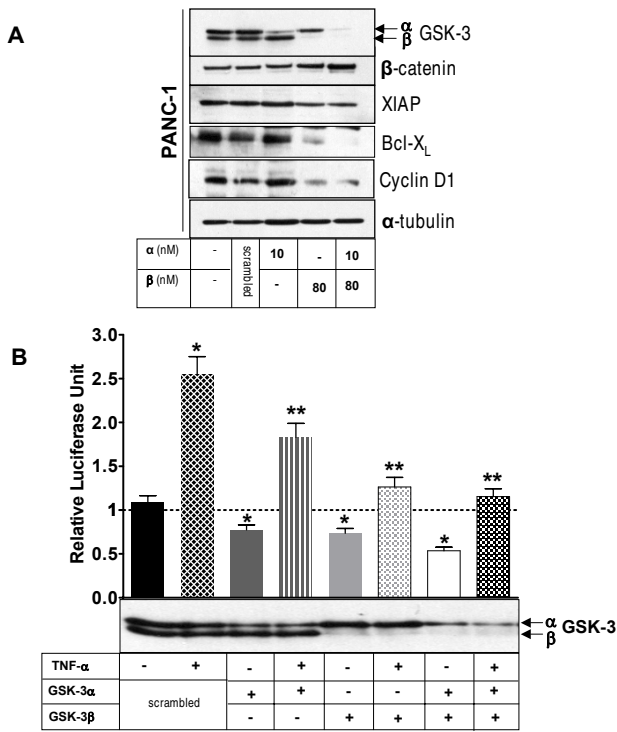 A
PANC-1
α
β GSK-3
β-catenin
XIAP
Bcl-XL
Cyclin D1
α-tubulin
α (nM) - scrambled 10 - 10
β (nM) - - 80 80
B
Relative Luciferase Unit
3.0
2.5
2.0
1.5
1
0.5
0.0
* * ** * ** * **
α
β GSK-3
TNF-α - + - + - + - +
GSK-3α scrambled + + - - + +
GSK-3β - - + + + +